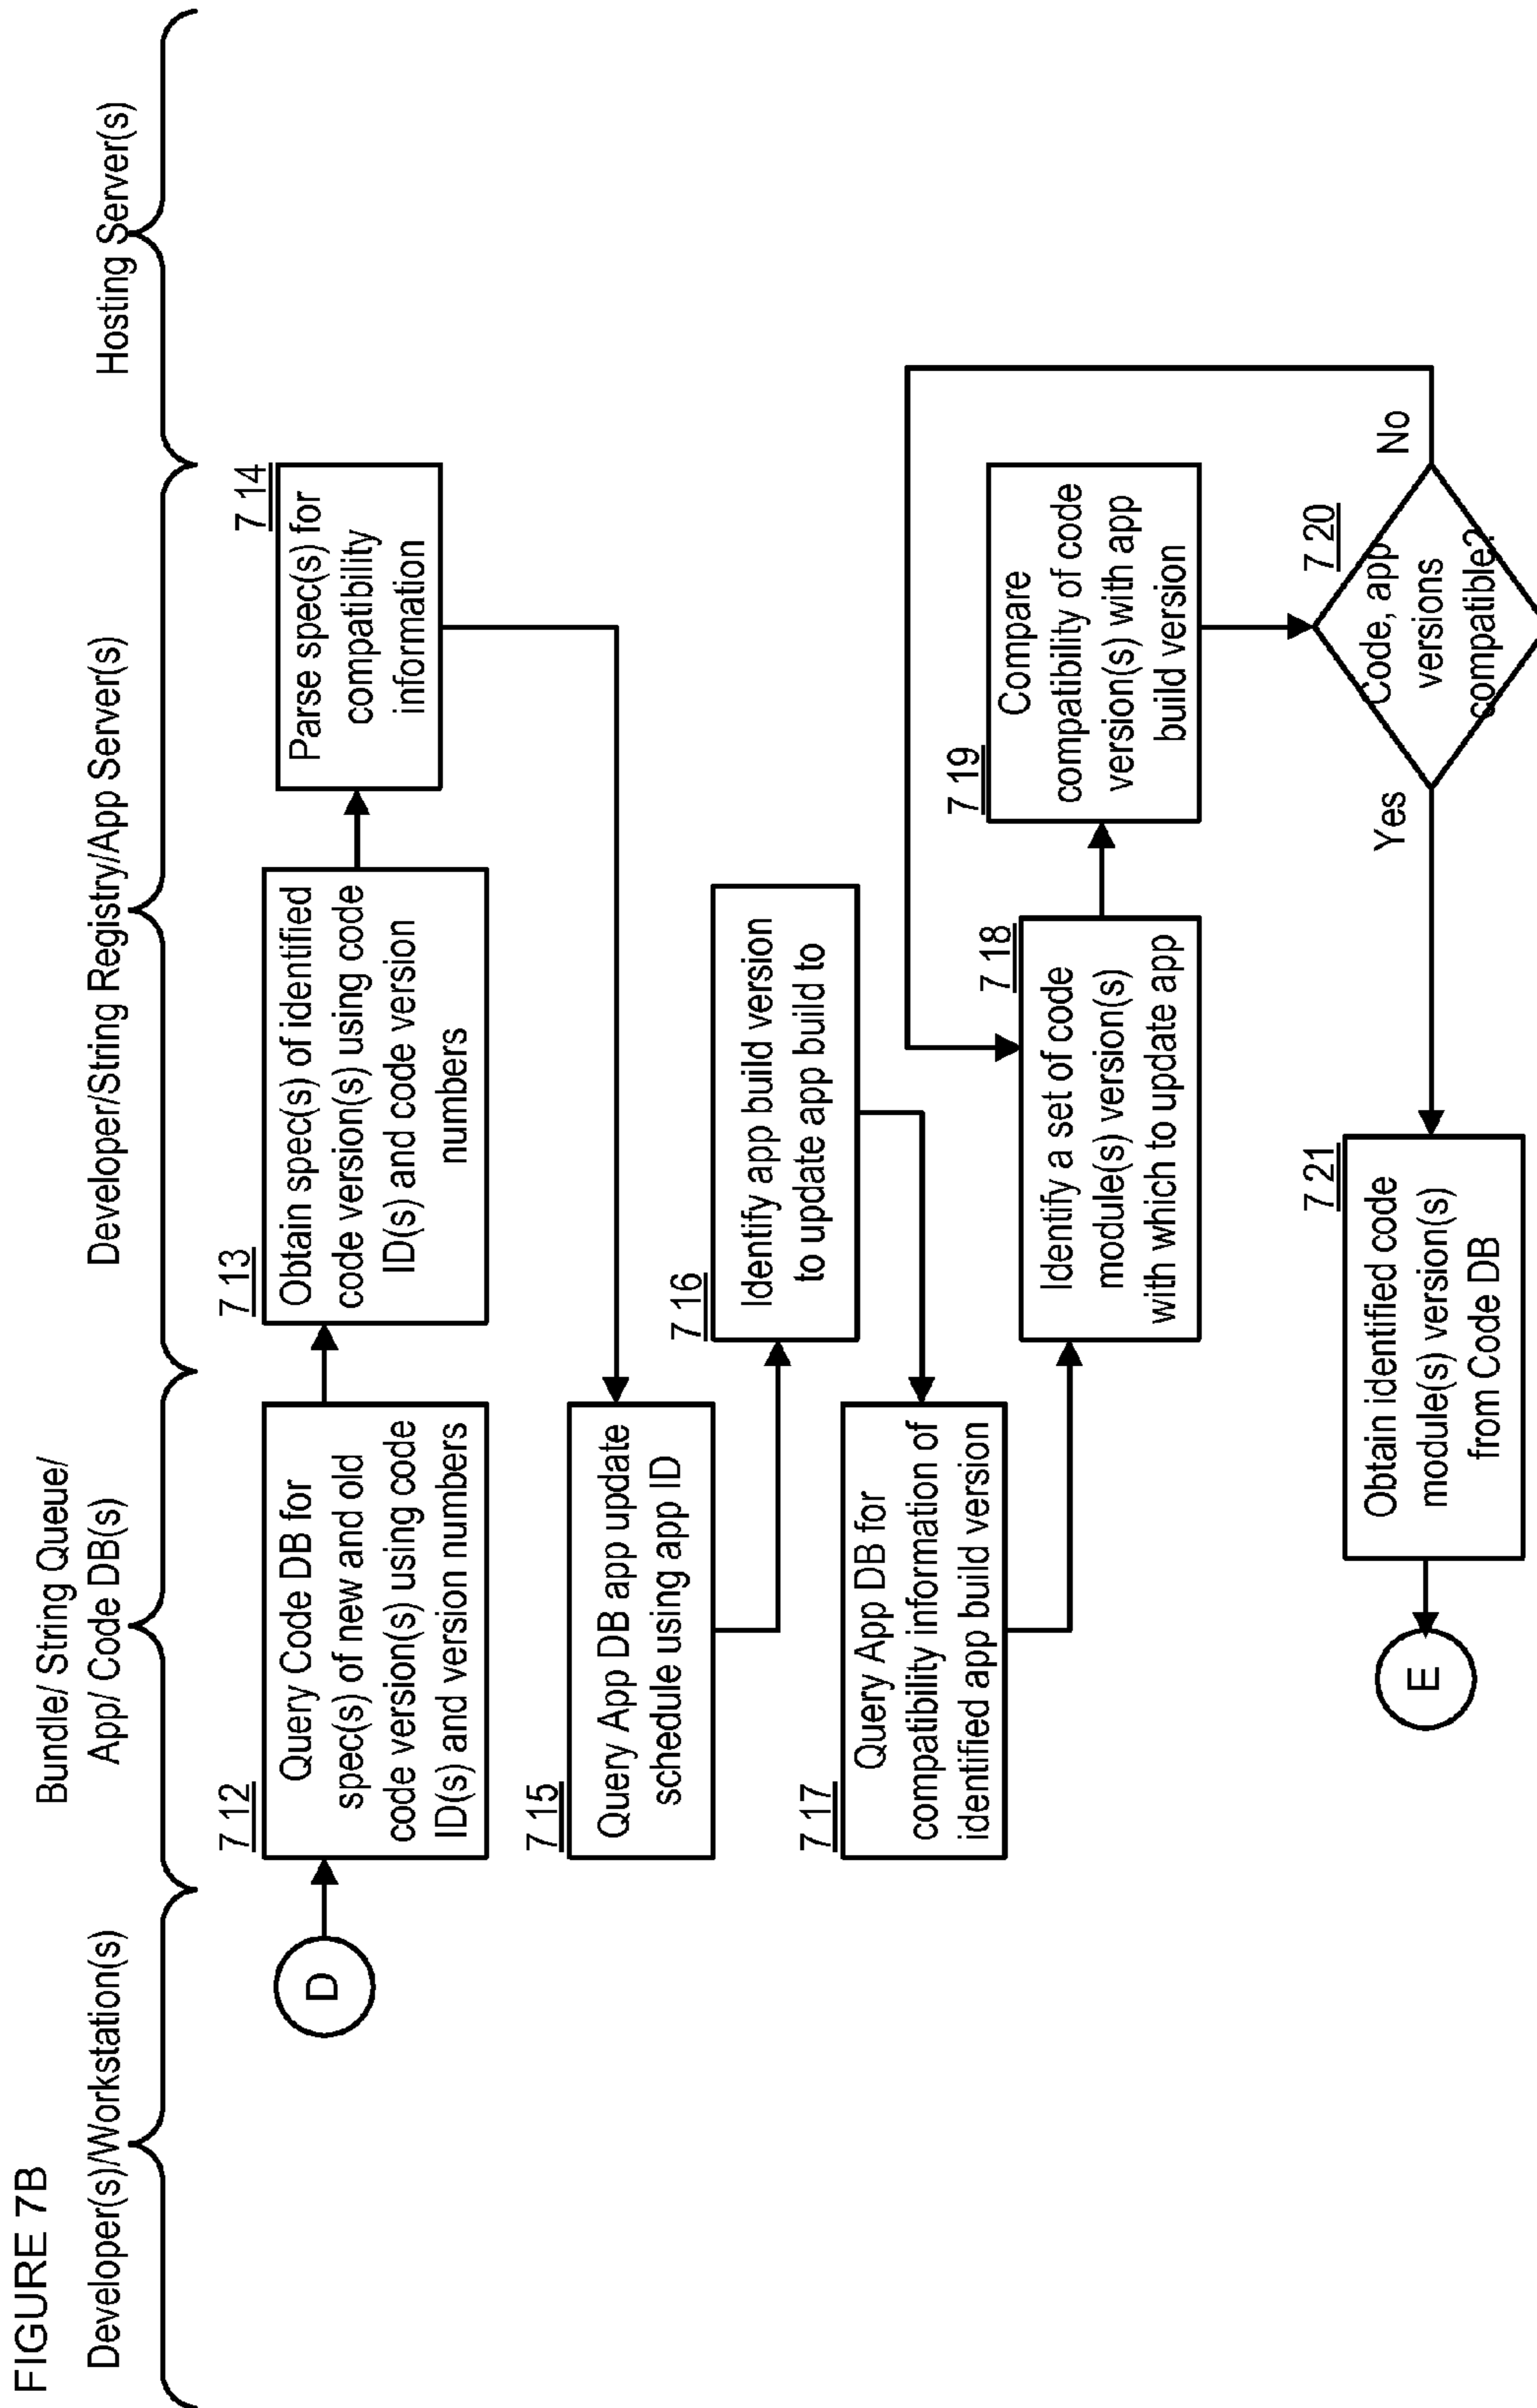 FIGURE 7B
Developer(s)/Workstation(s)
Bundle/ String Queue/
App/ Code DB(s)
Developer/String Registry/App Server(s)
Hosting Server(s)
D
7 12
Query Code DB for
spec(s) of new and old
code version(s) using code
ID(s) and version numbers
7 13
Obtain spec(s) of identified
code version(s) using code
ID(s) and code version
numbers
7 14
Parse spec(s) for
compatibility
information
7 15
Query App DB app update
schedule using app ID
7 16
Identify app build version
to update app build to
7 17
Query App DB for
compatibility information of
identified app build version
7 18
Identify a set of code
module(s) version(s)
with which to update app
7 19
Compare
compatibility of code
version(s) with app
build version
7 20
Code, app
versions
compatible?
Yes
No
7 21
Obtain identified code
module(s) version(s)
from Code DB
E